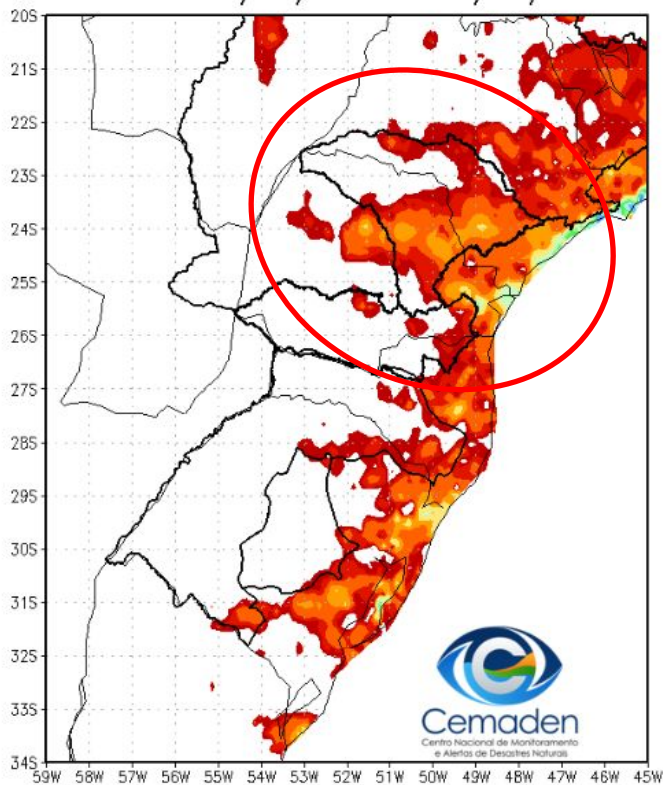 20S
21S
22S
23S
24S
25S
26S
27S
28S
29S
30S
31S
32S
33S
34S
59W 58W 57W 56W 55W 54W 53W 52W 51W 50W 49W 48W 47W 46W 45W
Cemaden
Centro Nacional de Monitoramento
e Alertas de Desastres Naturais